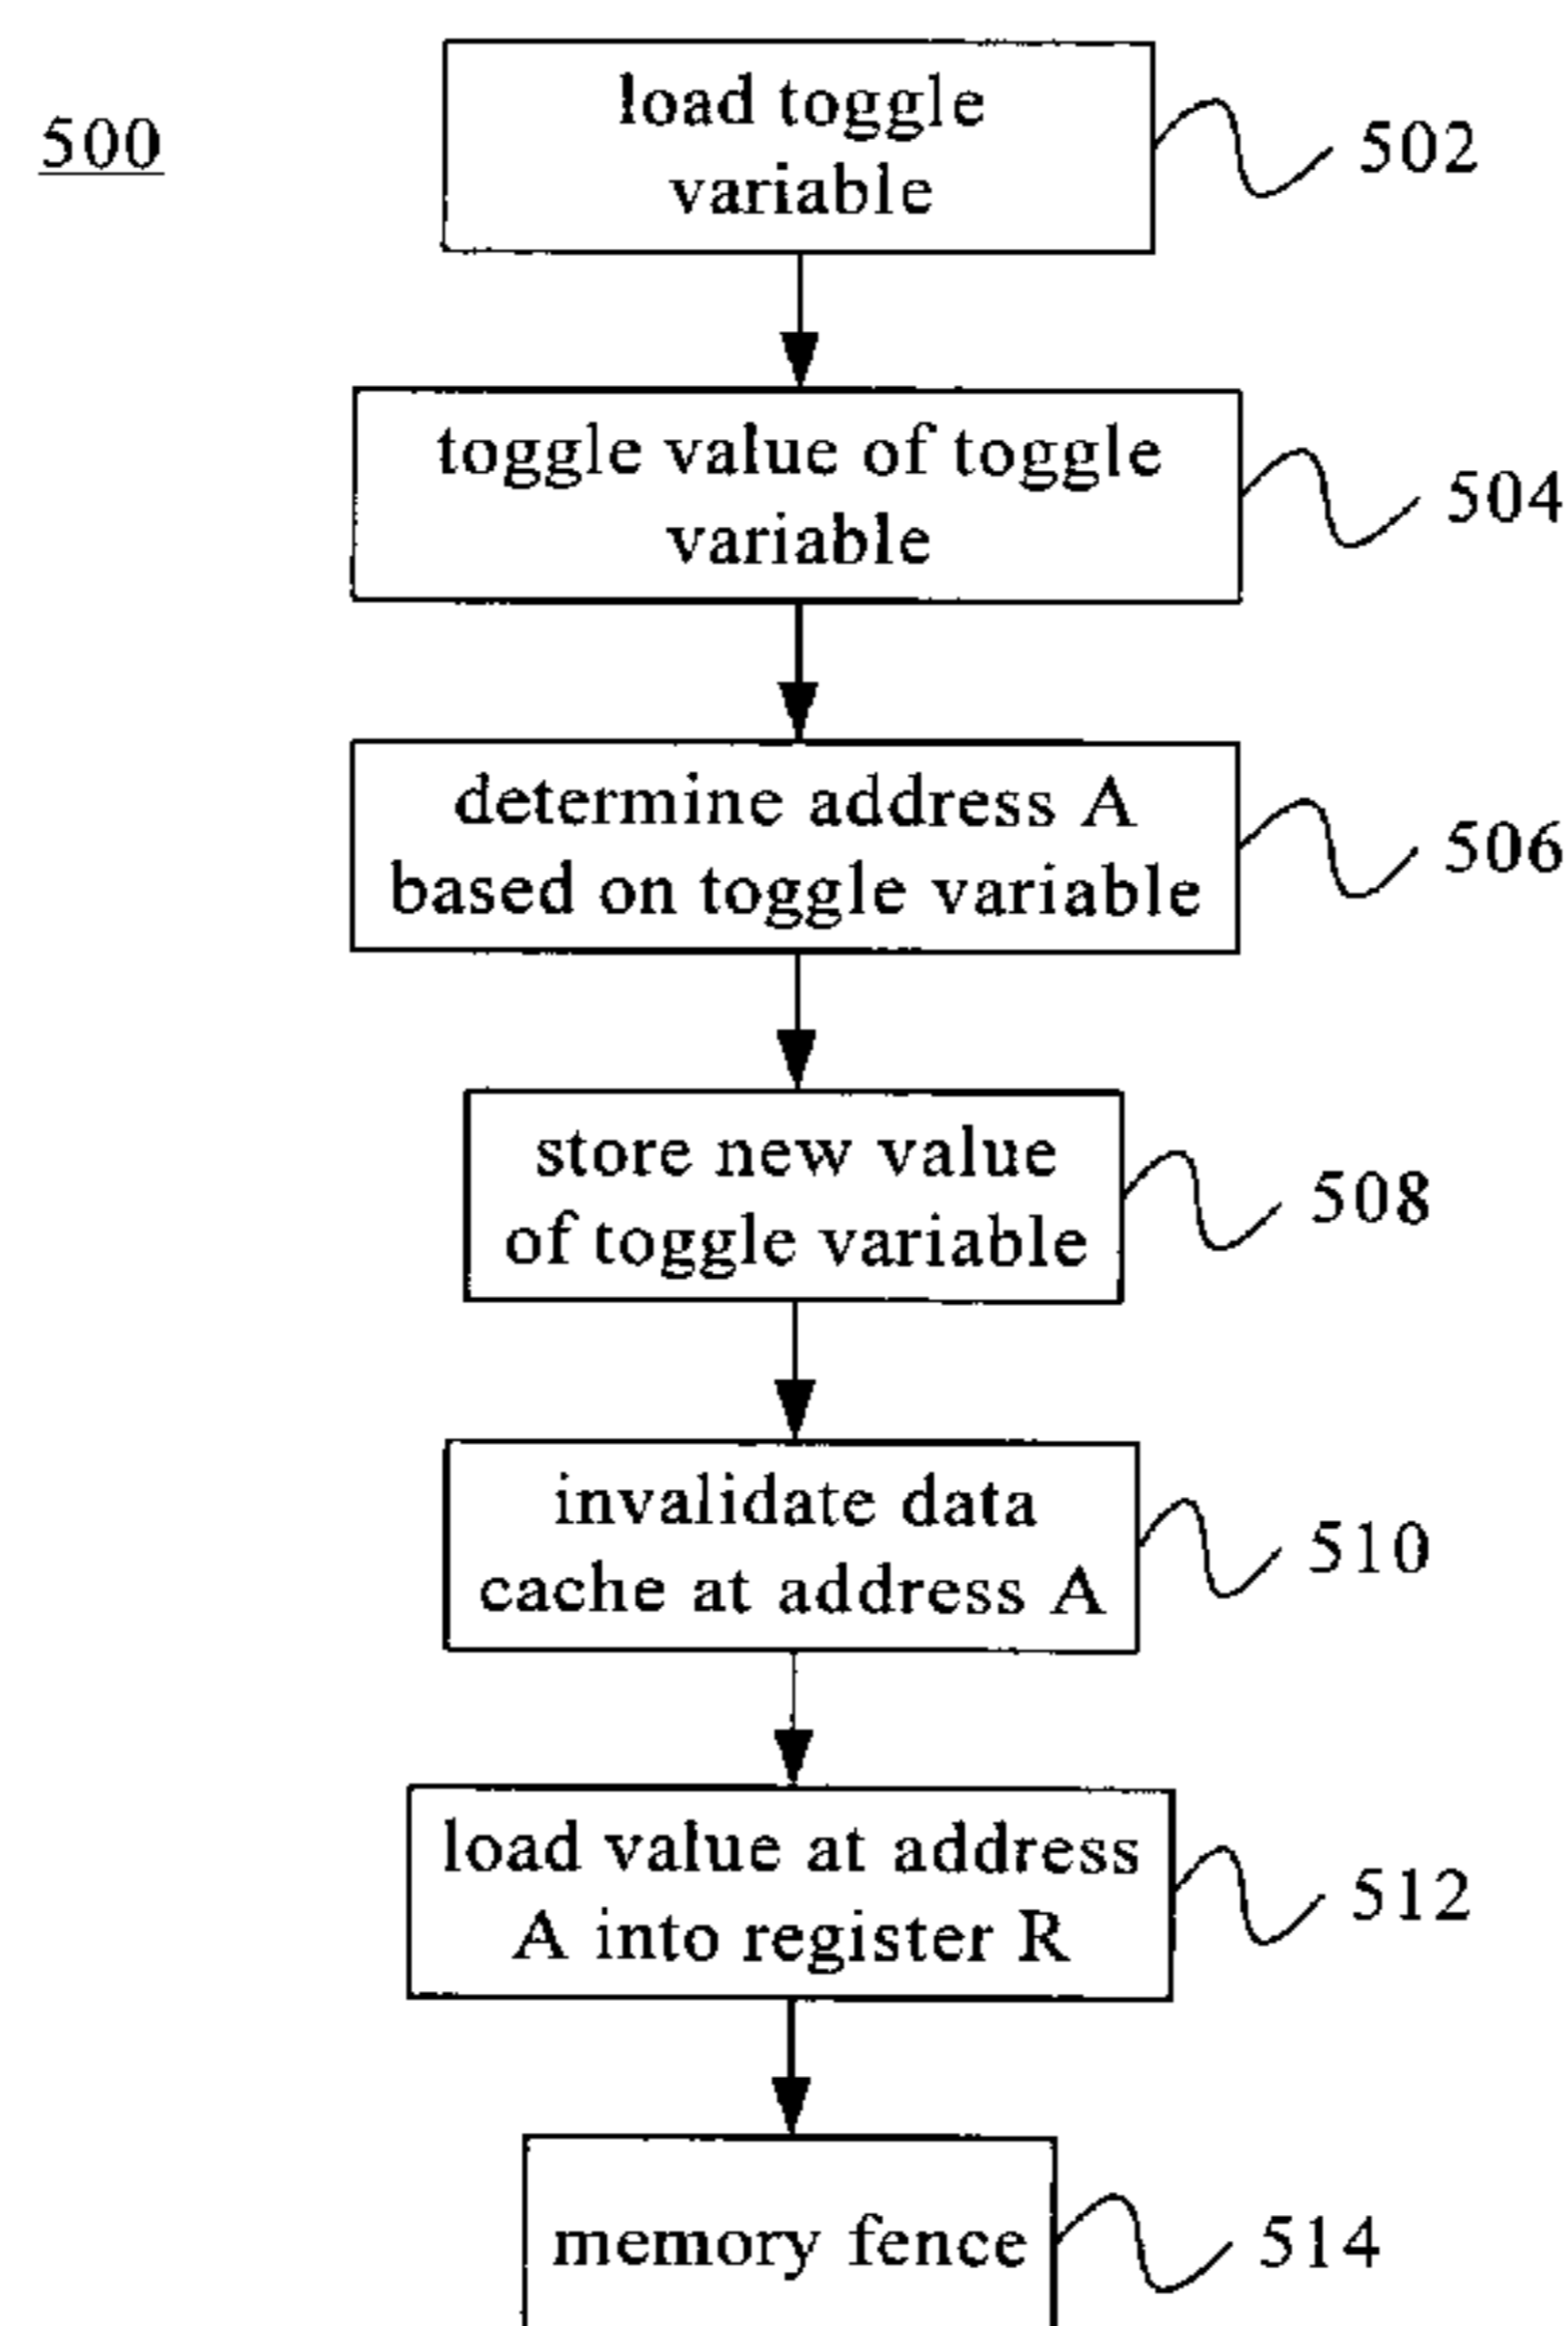 500
load toggle
variable
502
toggle value of toggle
variable
504
determine address A
based on toggle variable
506
store new value
of toggle variable
508
invalidate data
cache at address A
510
load value at address
A into register R
512
memory fence
514